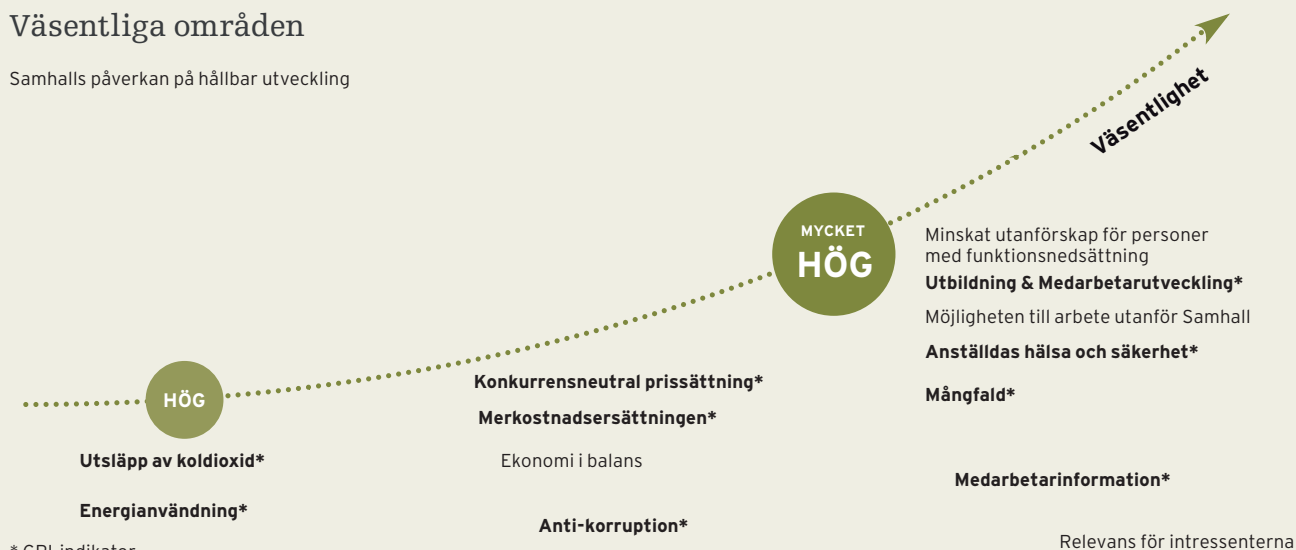 Väsentliga områden
Samhalls påverkan på hållbar utveckling
Väsentlighet
MYCKET
HÖG
Minskat utanförskap för personer
med funktionsnedsättning
Utbildning & Medarbetarutveckling*
Möjligheten till arbete utanför Samhall
Anställdas hälsa och säkerhet*
Mångfald*
Medarbetarinformation*
Konkurrensneutral prissättning*
Merkostnadsersättningen*
Ekonomi i balans
Anti-korruption*
HÖG
Utsläpp av koldioxid*
Energianvändning*
* GRI-indikator
Relevans för intressenterna